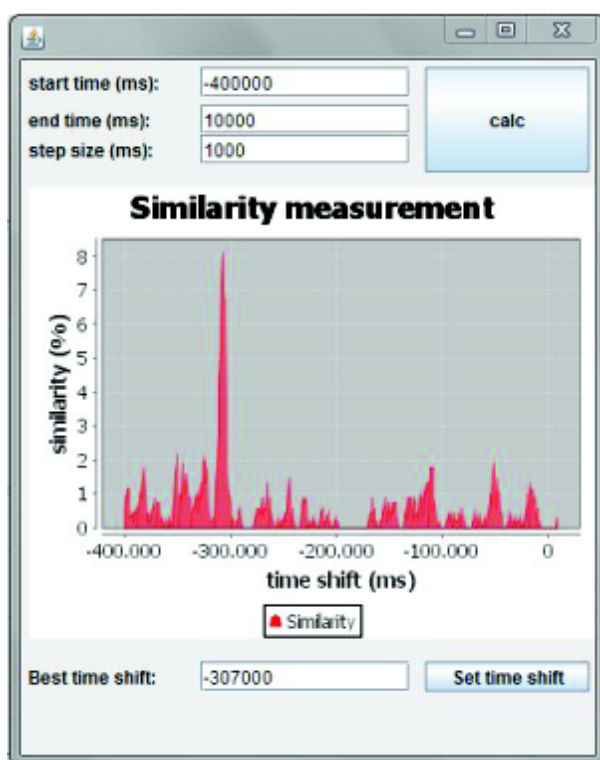 start time (ms): -400000
end time (ms): 10000
calc
step size (ms): 1000
Similarity measurement
similarity (%)
8
7
6
5
4
3
2
1
0
-400.000 -300.000 -200.000 -100.000 0
time shift (ms)
Similarity
Best time shift: -307000 Set time shift